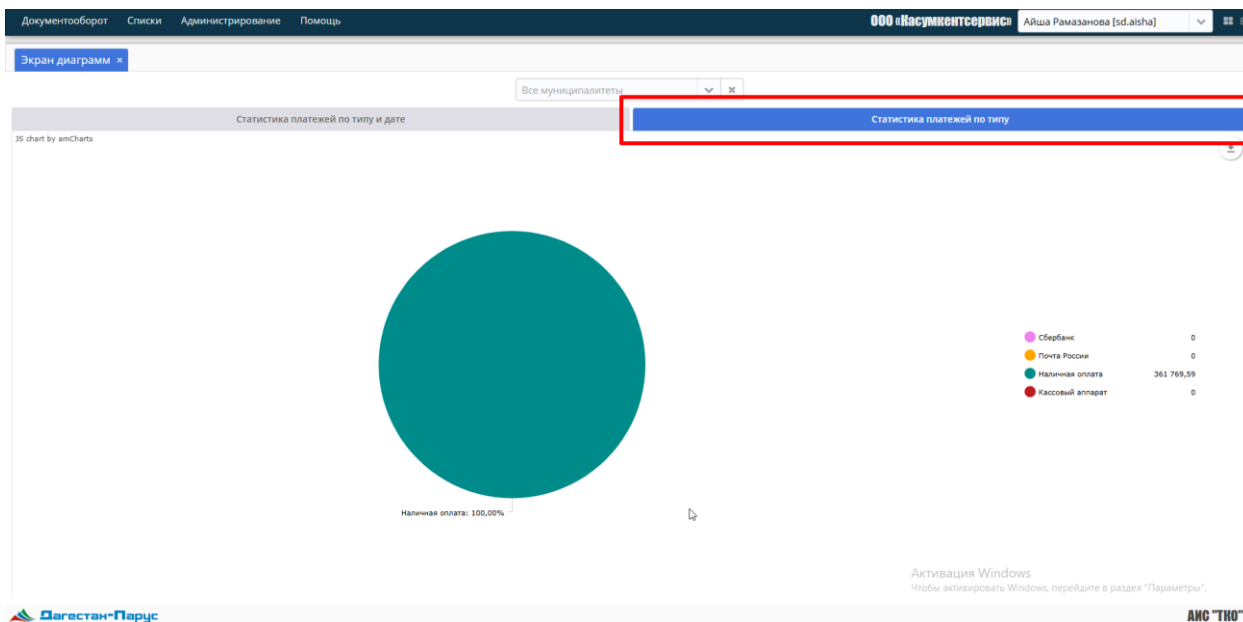 Документооборот Списки Администрирование Помощь ООО «Касумкентсервис» Айша Рамазанова [sd.aisha]
Экран диаграмм ×
Все муниципалитеты
Статистика платежей по типу и дате Статистика платежей по типу
JS chart by amCharts
Сбербанк 0
Почта России 0
Наличная оплата 361 769,59
Кассовый аппарат 0
Наличная оплата: 100,00%
Активация Windows
Чтобы активировать Windows, перейдите в раздел "Параметры".
Дагестан-Парус АИС "ТКО"